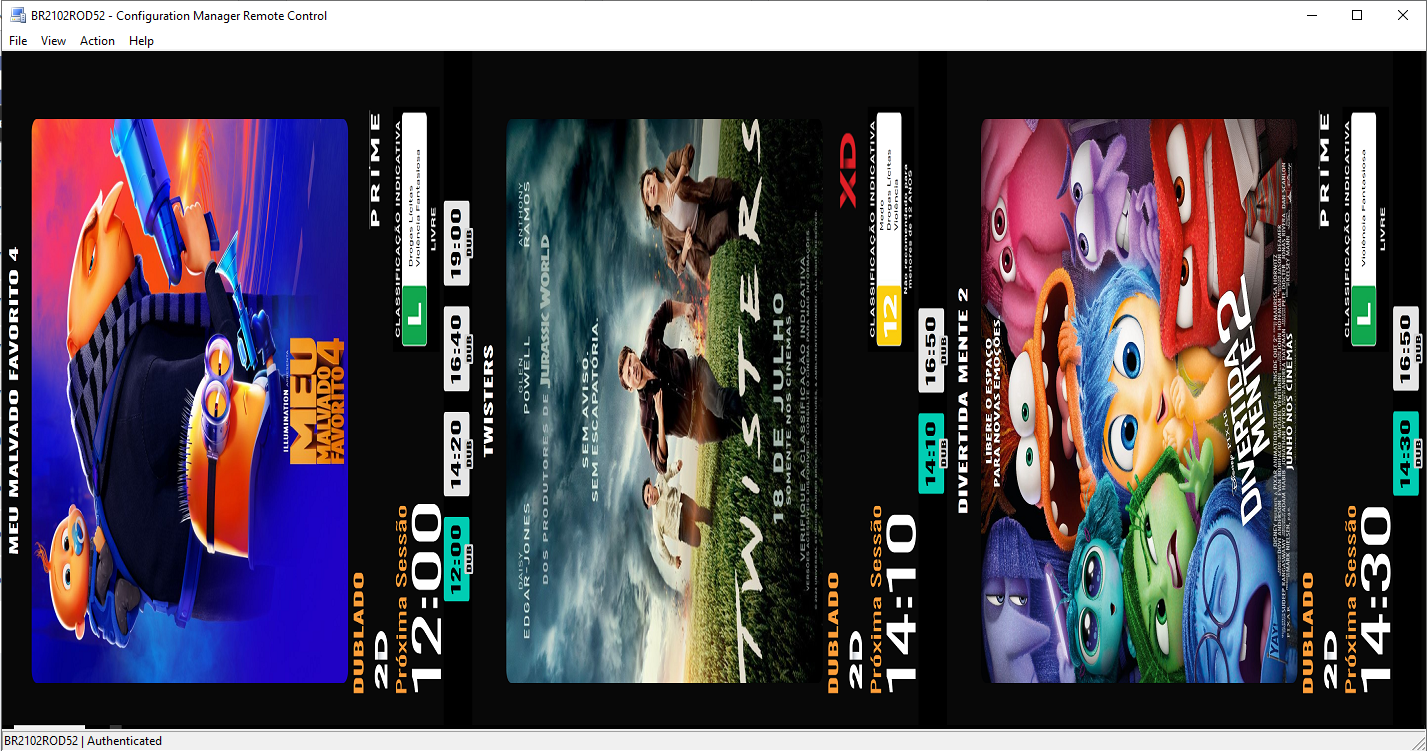 BR2102ROD52 - Configuration Manager Remote Control
File View Action Help
MEU MALVADO FAVORITO 4
ILLUMINATION
MEU
MALVADO
FAVORITO 4
DUBLADO
2D
PRIME
Próxima Sessão
12:00
CLASSIFICAÇÃO INDICATIVA
L
Drogas Lícitas
Violência Fantasiosa
LIVRE
12:00
DUB
14:20
DUB
16:40
DUB
19:00
DUB
TWISTERS
DAISY
EDGAR-JONES
GLEN
POWELL
ANTHONY
RAMOS
DOS PRODUTORES DE JURASSIC WORLD
SEM AVISO.
SEM ESCAPATÓRIA.
TWISTERS
18 DE JULHO
SOMENTE NOS CINEMAS
VERIFIQUE A CLASSIFICAÇÃO INDICATIVA
DUBLADO
2D
XD
Próxima Sessão
14:10
CLASSIFICAÇÃO INDICATIVA
12
Medo
Drogas Lícitas
Violência
Não recomendado para
menores de 12 ANOS
14:10
DUB
16:50
DUB
DIVERTIDA MENTE 2
LIBERE O ESPAÇO
PARA NOVAS EMOÇÕES.
Disney PIXAR
DIVERTIDA
MENTE 2
JUNHO NOS CINEMAS
DUBLADO
2D
PRIME
Próxima Sessão
14:30
CLASSIFICAÇÃO INDICATIVA
L
Violência Fantasiosa
LIVRE
14:30
DUB
16:50
DUB
BR2102ROD52 | Authenticated